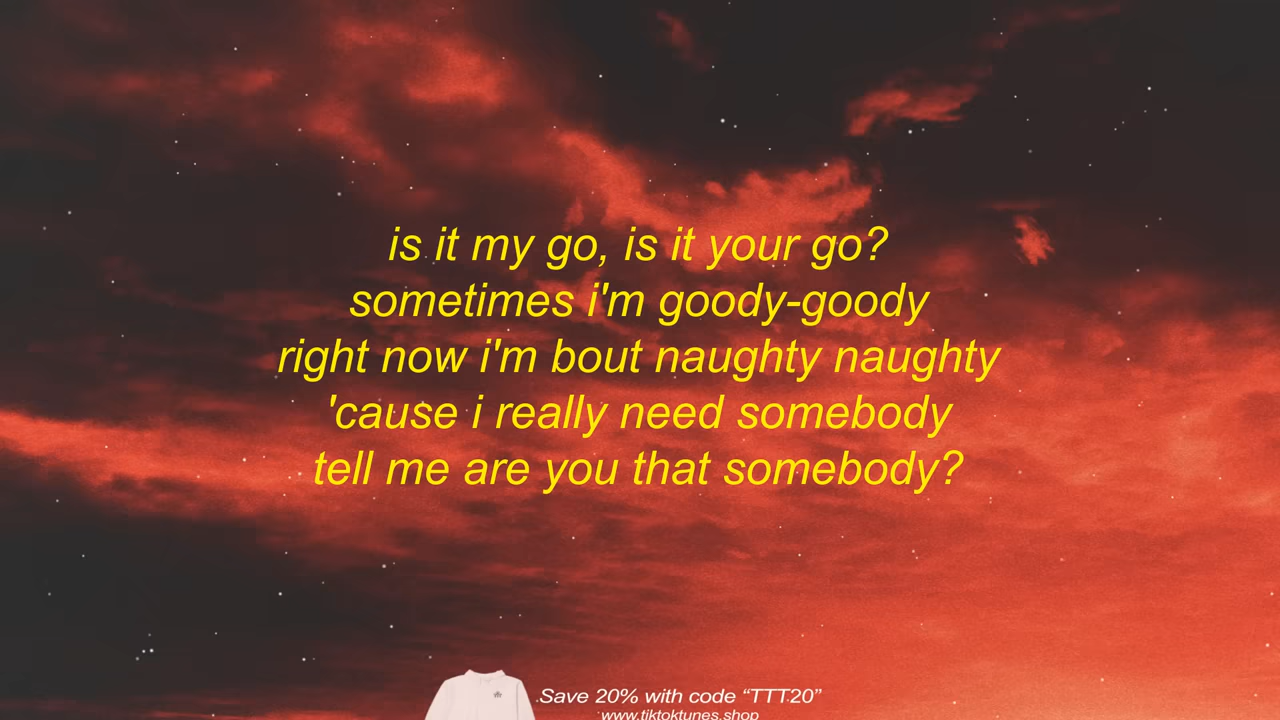 is it my go, is it your go?
sometimes i'm goody-goody
right now i'm bout naughty naughty
'cause i really need somebody
tell me are you that somebody?
Save 20% with code “TTT20”
www.tiktoktunes.shop